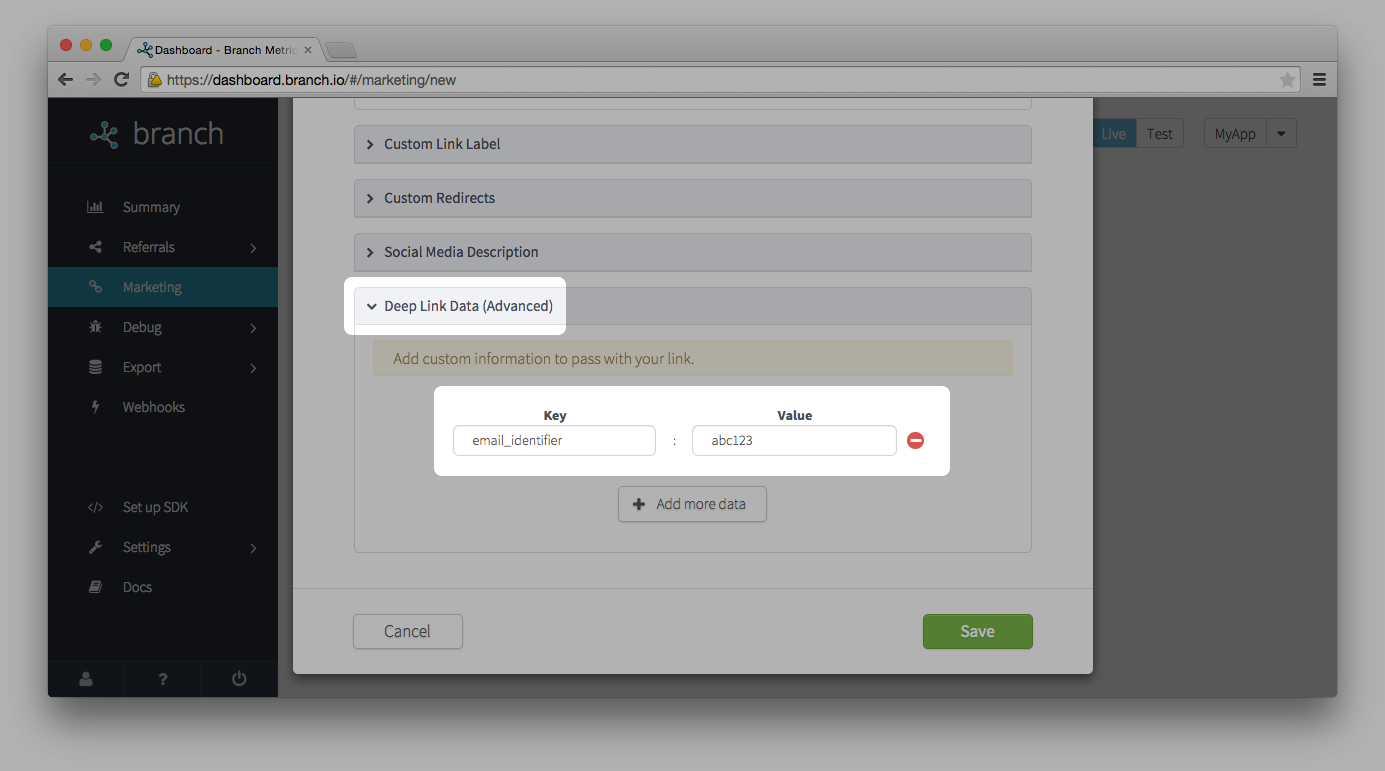 Dashboard - Branch Metric
https://dashboard.branch.io/#/marketing/new
branch
Summary
Referrals
Marketing
Debug
Export
Webhooks
Set up SDK
Settings
Docs
?
Live Test MyApp
Custom Link Label
Custom Redirects
Social Media Description
Deep Link Data (Advanced)
Add custom information to pass with your link.
Key Value
email_identifier : abc123
Add more data
Cancel Save